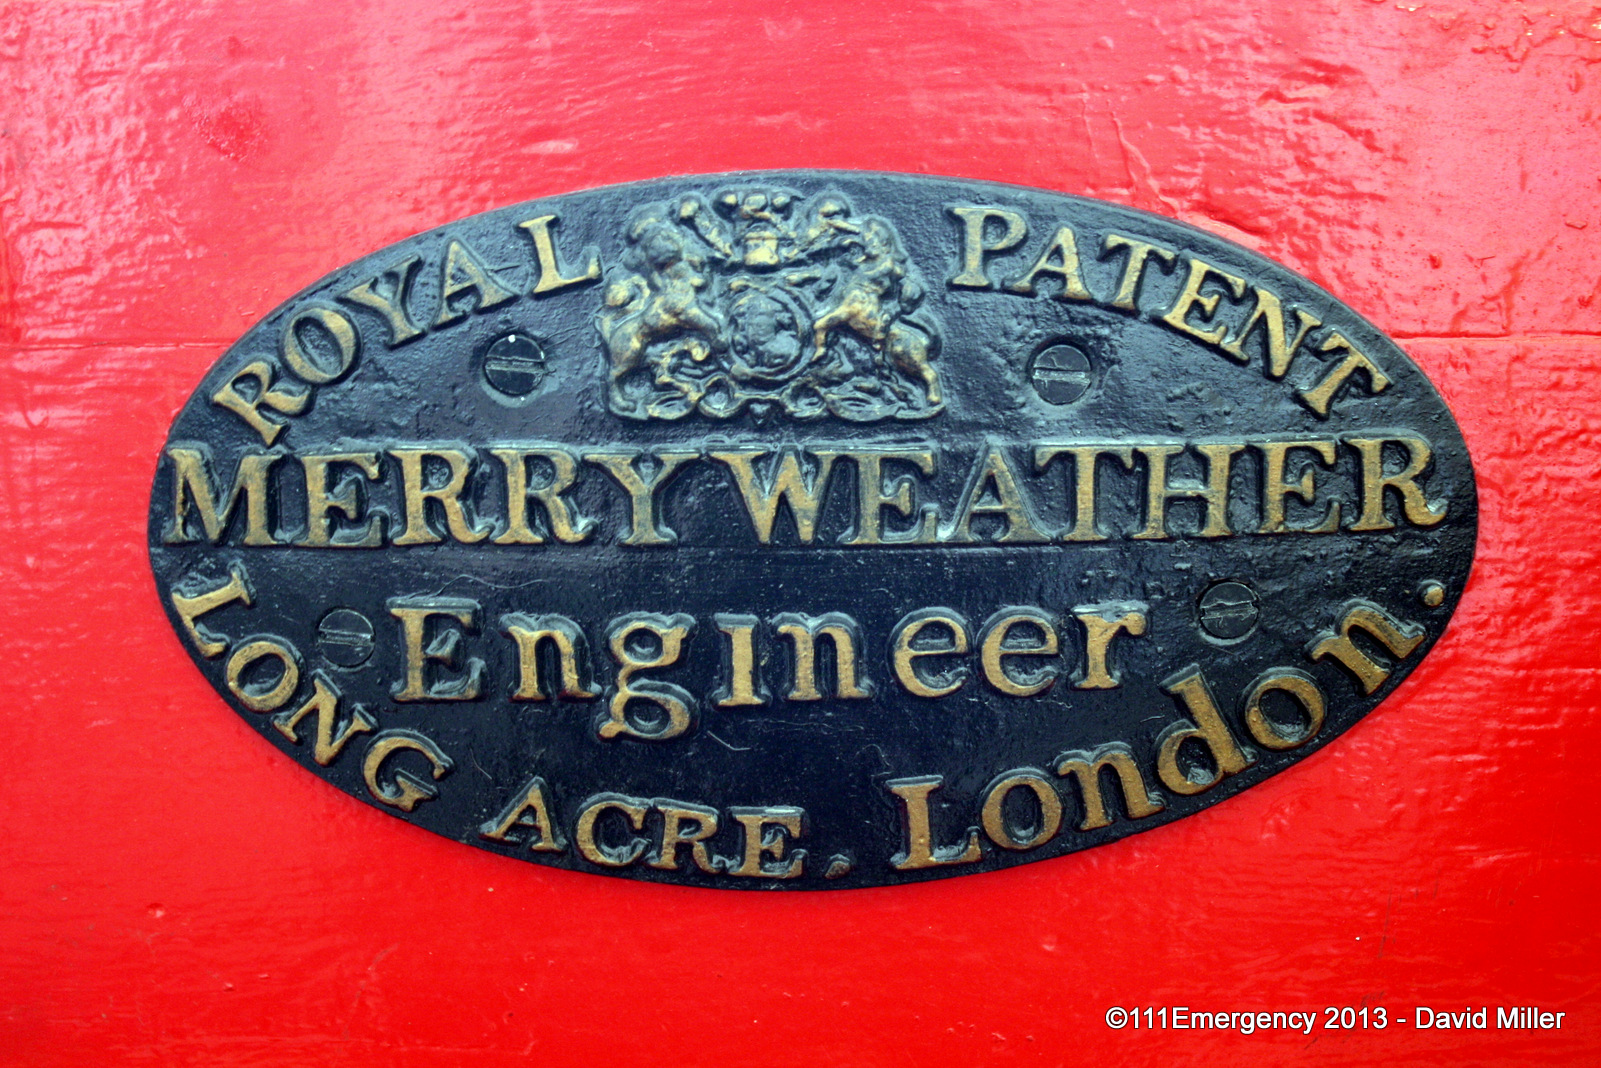 ROYAL PATENT
MERRYWEATHER
Engineer
LONG ACRE, London.
©111Emergency 2013 - David Miller